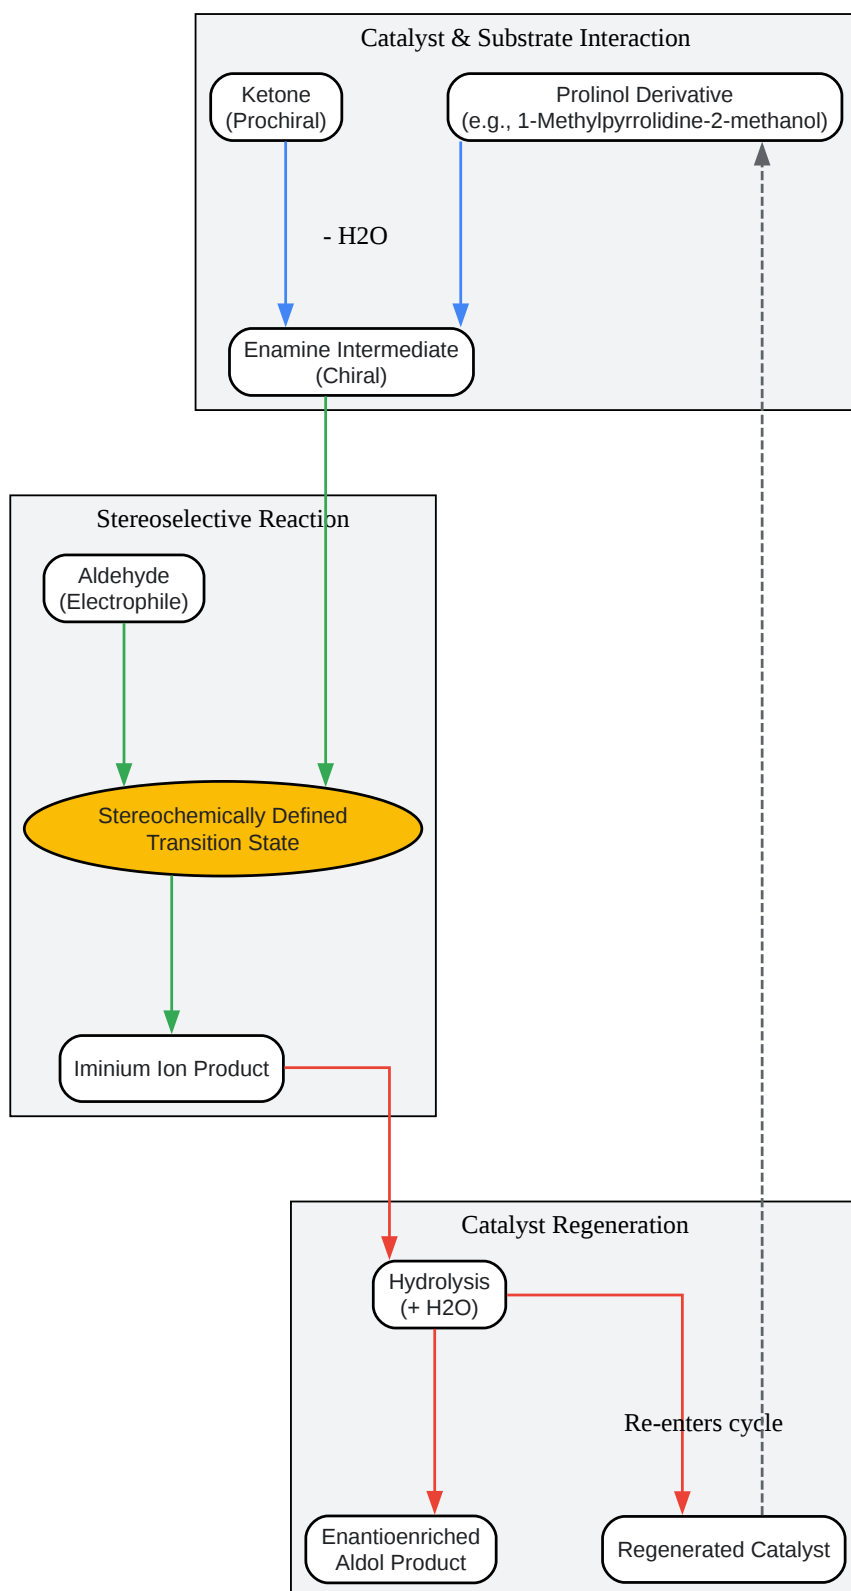 Catalyst & Substrate Interaction
Ketone
(Prochiral)
Prolinol Derivative
(e.g., 1-Methylpyrrolidine-2-methanol)
- H2O
Enamine Intermediate
(Chiral)
Stereoselective Reaction
Aldehyde
(Electrophile)
Stereochemically Defined
Transition State
Iminium Ion Product
Catalyst Regeneration
Hydrolysis
(+ H2O)
Re-enters cycle
Enantioenriched
Aldol Product
Regenerated Catalyst